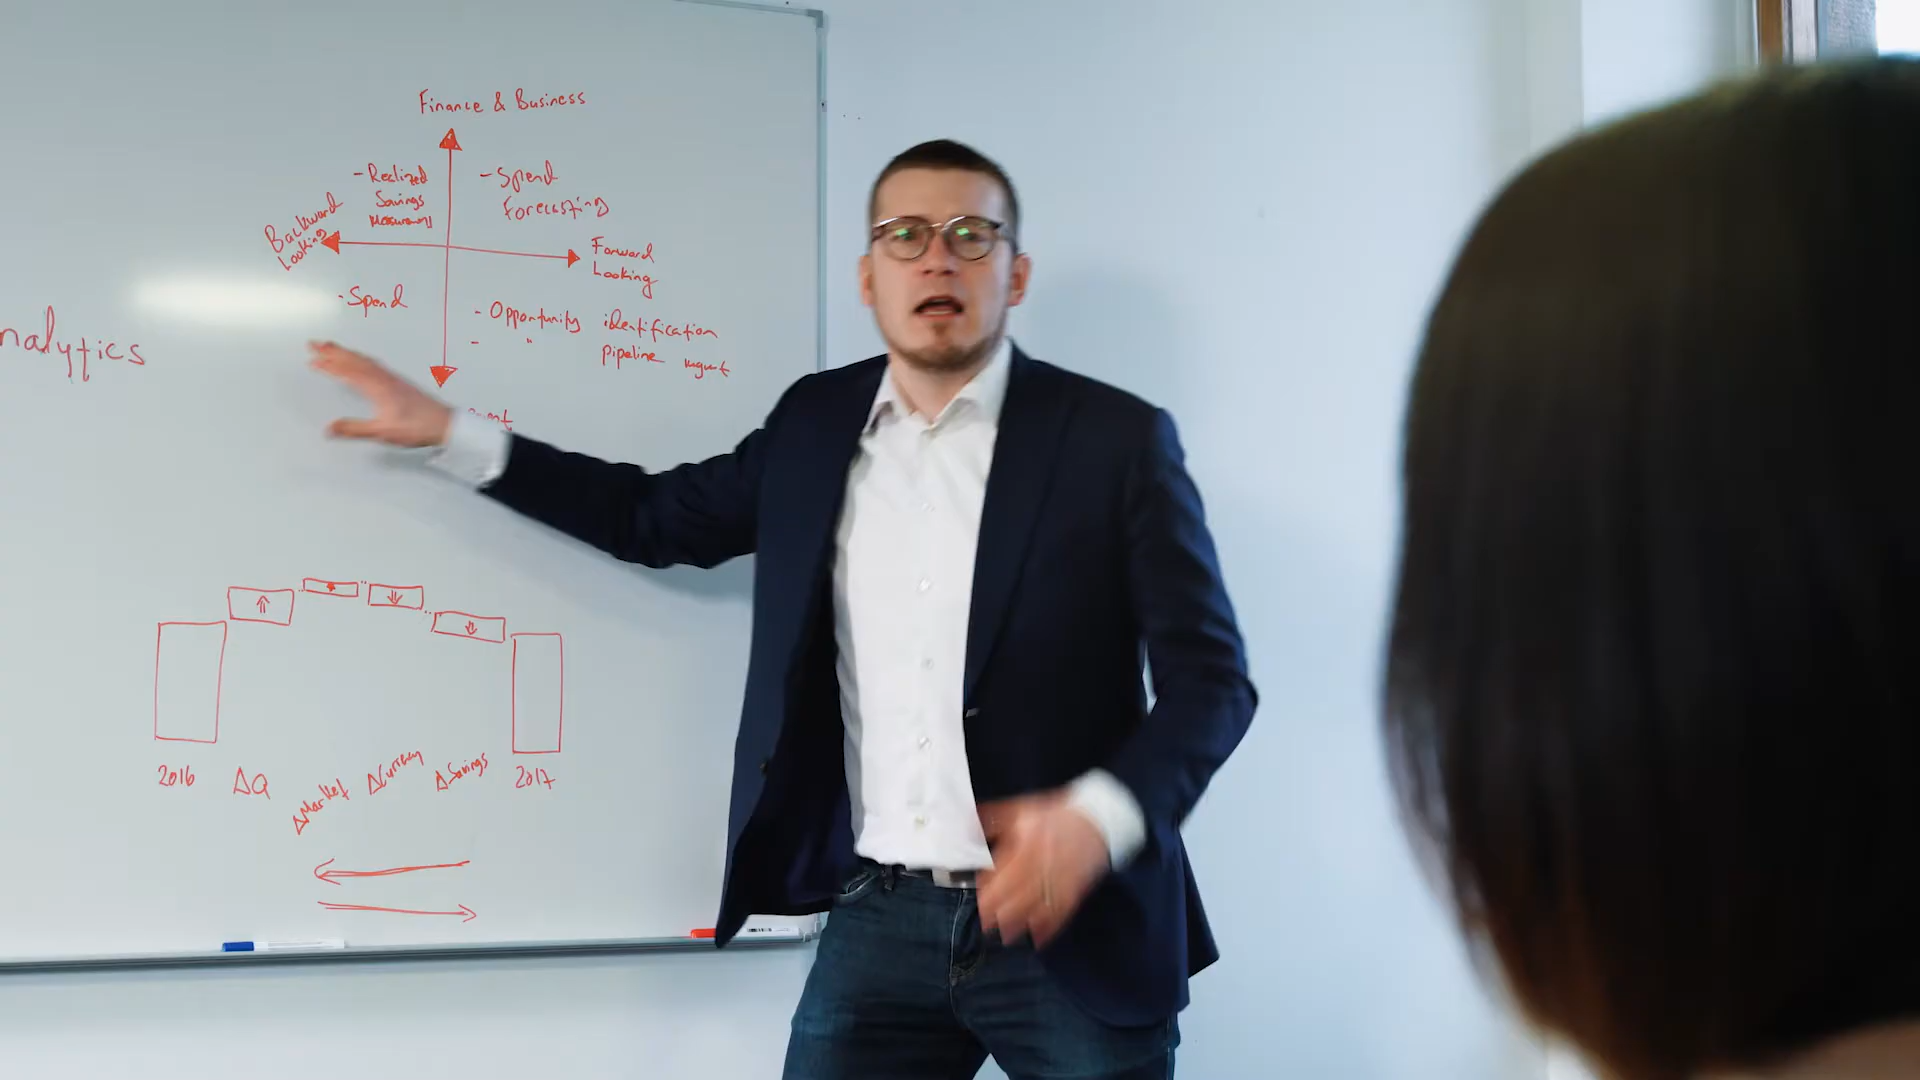 Finance & Business
- Realized
Savings
- Spend
Forecasting
Backward
Looking
Forward
Looking
- Spend
- Opportunity identification
- " pipeline mgmt
nalytics
2016 ΔQ ΔMarket ΔCurrency ΔSavings 2017